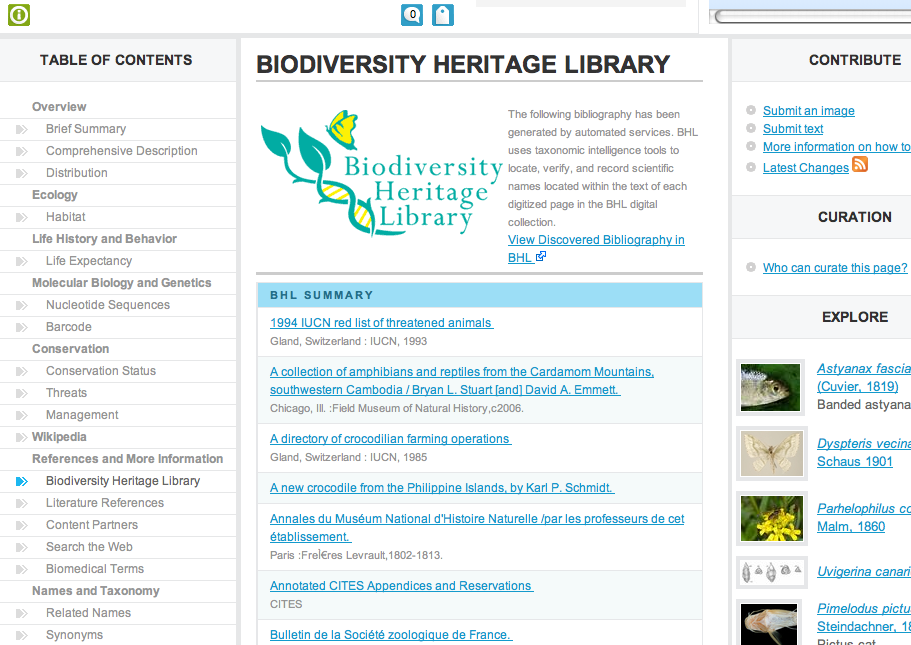 0
TABLE OF CONTENTS
Overview
Brief Summary
Comprehensive Description
Distribution
Ecology
Habitat
Life History and Behavior
Life Expectancy
Molecular Biology and Genetics
Nucleotide Sequences
Barcode
Conservation
Conservation Status
Threats
Management
Wikipedia
References and More Information
Biodiversity Heritage Library
Literature References
Content Partners
Search the Web
Biomedical Terms
Names and Taxonomy
Related Names
Synonyms
BIODIVERSITY HERITAGE LIBRARY
Biodiversity
Heritage
Library
The following bibliography has been
generated by automated services. BHL
uses taxonomic intelligence tools to
locate, verify, and record scientific
names located within the text of each
digitized page in the BHL digital
collection.
View Discovered Bibliography in
BHL
BHL SUMMARY
1994 IUCN red list of threatened animals
Gland, Switzerland : IUCN, 1993
A collection of amphibians and reptiles from the Cardamom Mountains,
southwestern Cambodia / Bryan L. Stuart [and] David A. Emmett.
Chicago, Ill. :Field Museum of Natural History,c2006.
A directory of crocodilian farming operations
Gland, Switzerland : IUCN, 1985
A new crocodile from the Philippine Islands, by Karl P. Schmidt.
Annales du Muséum National d'Histoire Naturelle /par les professeurs de cet
établissement.
Levrault,1802-1813.
Paris
Annotated CITES Appendices and Reservations
CITES
Bulletin de la Société zoologique de France.
CONTRIBUTE
Submit an image
Submit text
More information on how to
Latest Changes
CURATION
Who can curate this page?
EXPLORE
Astyanax fascia
(Cuvier, 1819)
Banded astyana
Dyspteris vecina
Schaus 1901
Parhelophilus co
Malm, 1860
Uvigerina canari
Pimelodus pictu
Steindachner, 18
Pictus cat